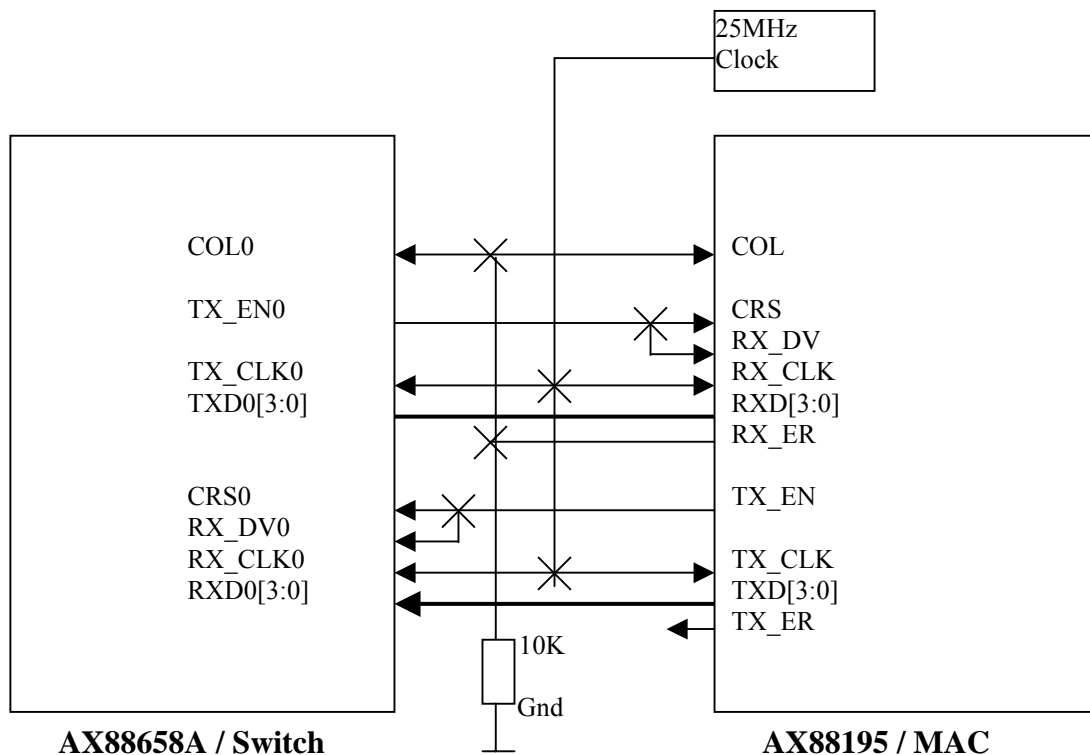 25MHz
Clock
COL0
TX_EN0
TX_CLK0
TXD0[3:0]
CRS0
RX_DV0
RX_CLK0
RXD0[3:0]
COL
CRS
RX_DV
RX_CLK
RXD[3:0]
RX_ER
TX_EN
TX_CLK
TXD[3:0]
TX_ER
10K
Gnd
AX88658A / Switch
AX88195 / MAC